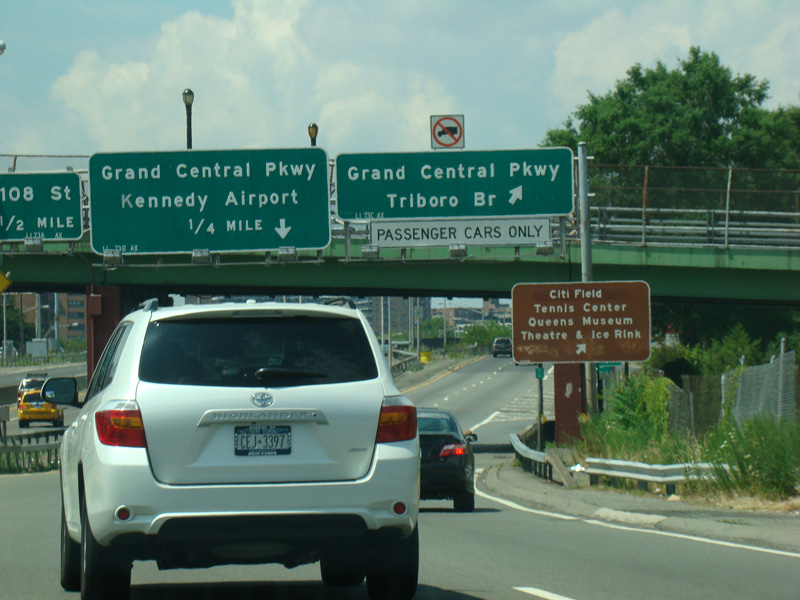 108 St
1/2 MILE
Grand Central Pkwy
Kennedy Airport
1/4 MILE
Grand Central Pkwy
Triboro Br
PASSENGER CARS ONLY
Citi Field
Tennis Center
Queens Museum
Theatre & Ice Rink
HIGHLANDER
CEJ-3397